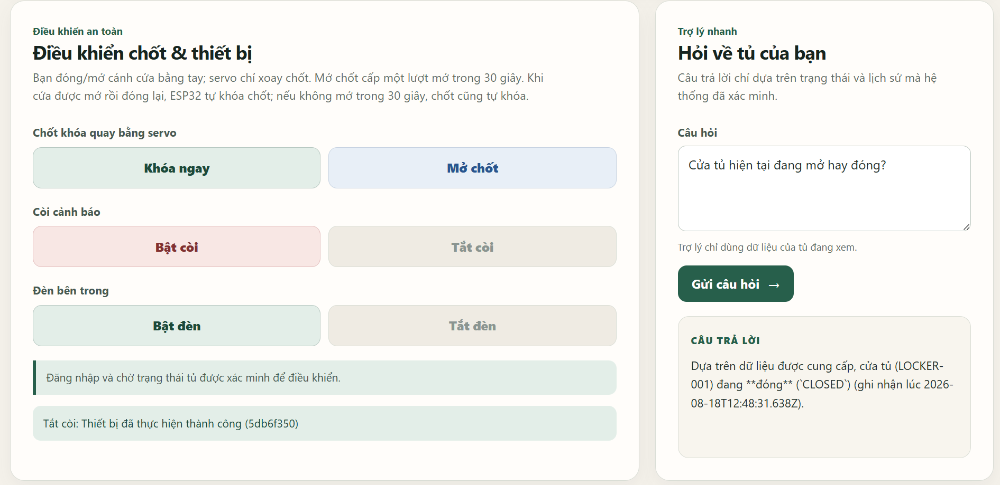 Điều khiển an toàn
Điều khiển chốt & thiết bị
Bạn đóng/mở cánh cửa bằng tay; servo chỉ xoay chốt. Mở chốt cấp một lượt mở trong 30 giây. Khi
cửa được mở rồi đóng lại, ESP32 tự khóa chốt; nếu không mở trong 30 giây, chốt cũng tự khóa.
Chốt khóa quay bằng servo
Khóa ngay
Mở chốt
Còi cảnh báo
Bật còi
Tắt còi
Đèn bên trong
Bật đèn
Tắt đèn
Đăng nhập và chờ trạng thái tủ được xác minh để điều khiển.
Tắt còi: Thiết bị đã thực hiện thành công (5db6f350)
Trợ lý nhanh
Hỏi về tủ của bạn
Câu trả lời chỉ dựa trên trạng thái và lịch sử mà hệ
thống đã xác minh.
Câu hỏi
Cửa tủ hiện tại đang mở hay đóng?
Trợ lý chỉ dùng dữ liệu của tủ đang xem.
Gửi câu hỏi →
CÂU TRẢ LỜI
Dựa trên dữ liệu được cung cấp, cửa tủ (LOCKER-
001) đang **đóng** (`CLOSED`) (ghi nhận lúc 2026-
08-18T12:48:31.638Z).